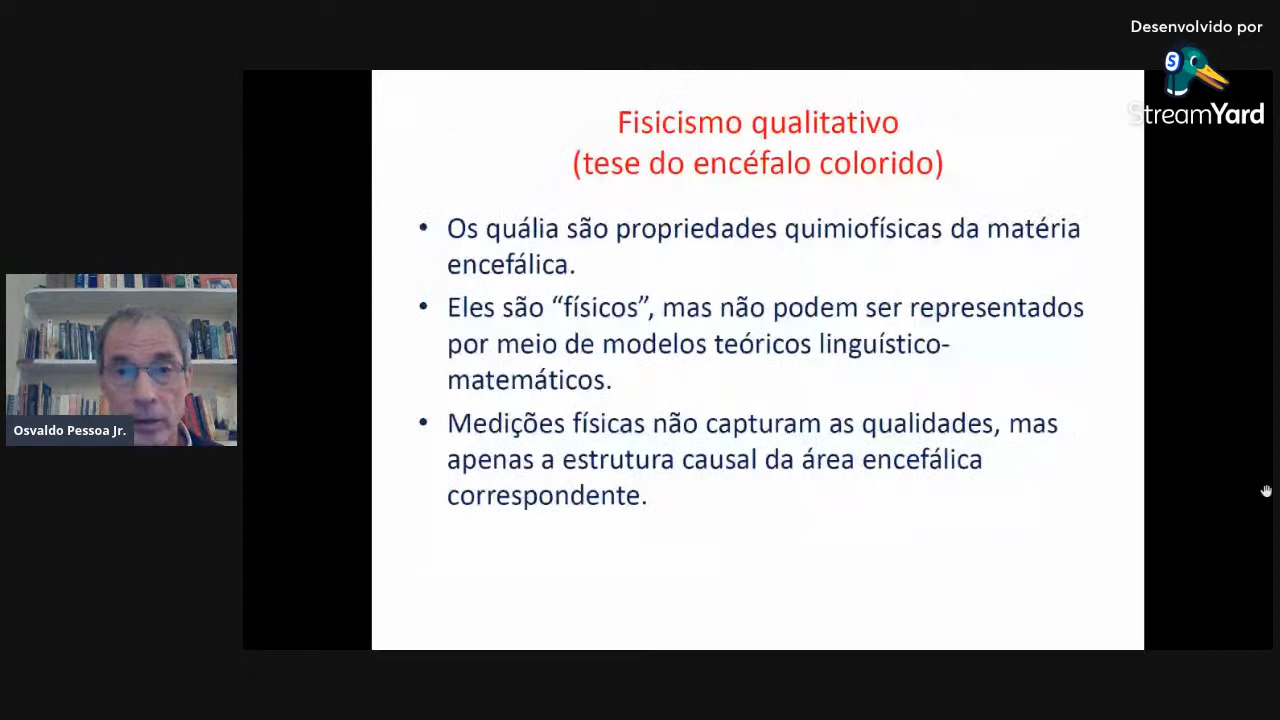 Desenvolvido por
StreamYard
Fisicismo qualitativo
(tese do encéfalo colorido)
• Os quália são propriedades quimiofísicas da matéria
encefálica.
• Eles são “físicos”, mas não podem ser representados
por meio de modelos teóricos linguístico-
matemáticos.
• Medições físicas não capturam as qualidades, mas
apenas a estrutura causal da área encefálica
correspondente.
Osvaldo Pessoa Jr.